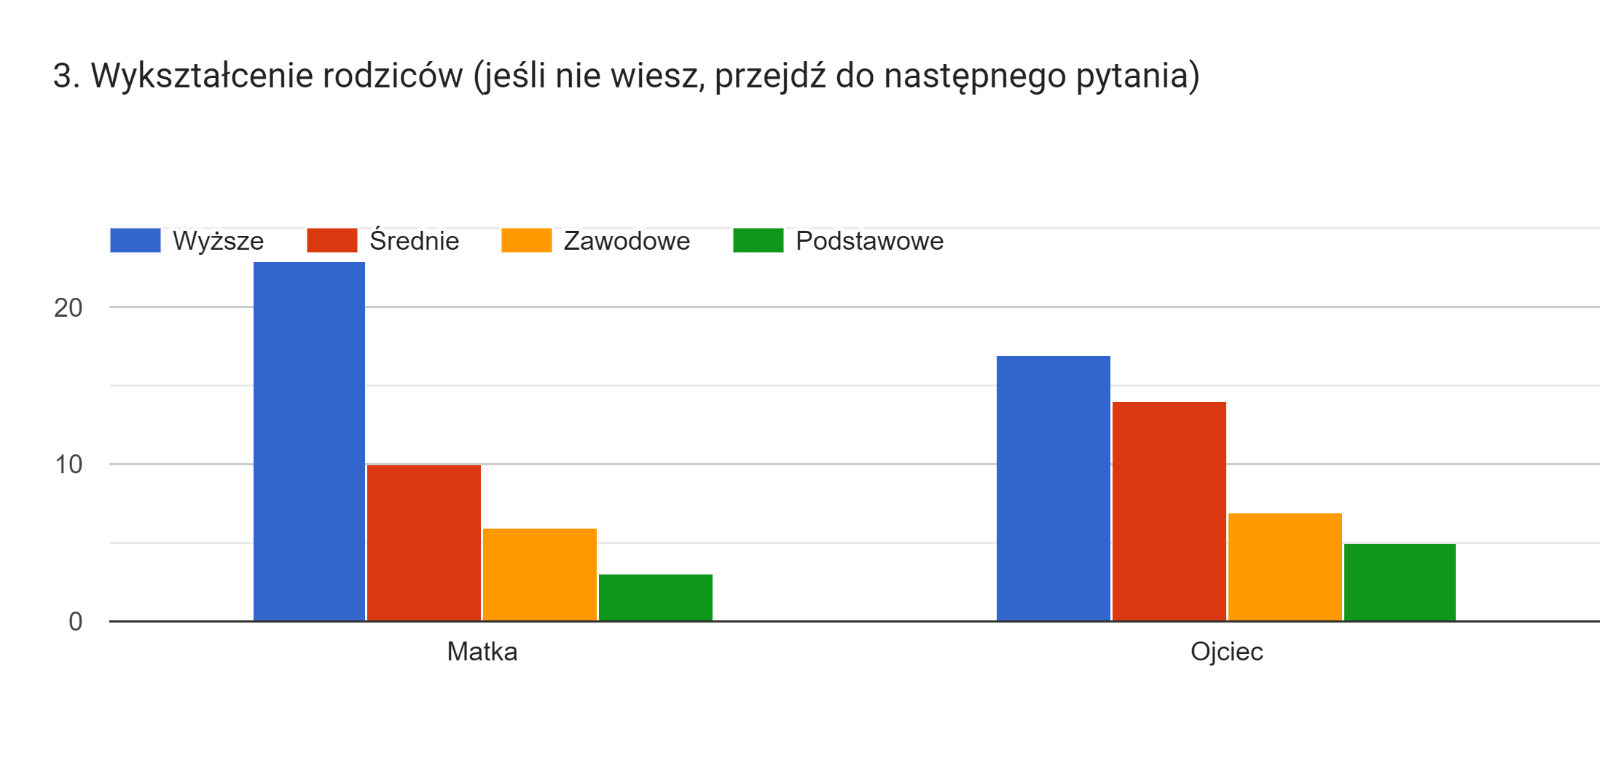 3. Wykształcenie rodziców (jeśli nie wiesz, przejdź do następnego pytania)
Wyższe Średnie Zawodowe Podstawowe
20
10
0
Matka Ojciec